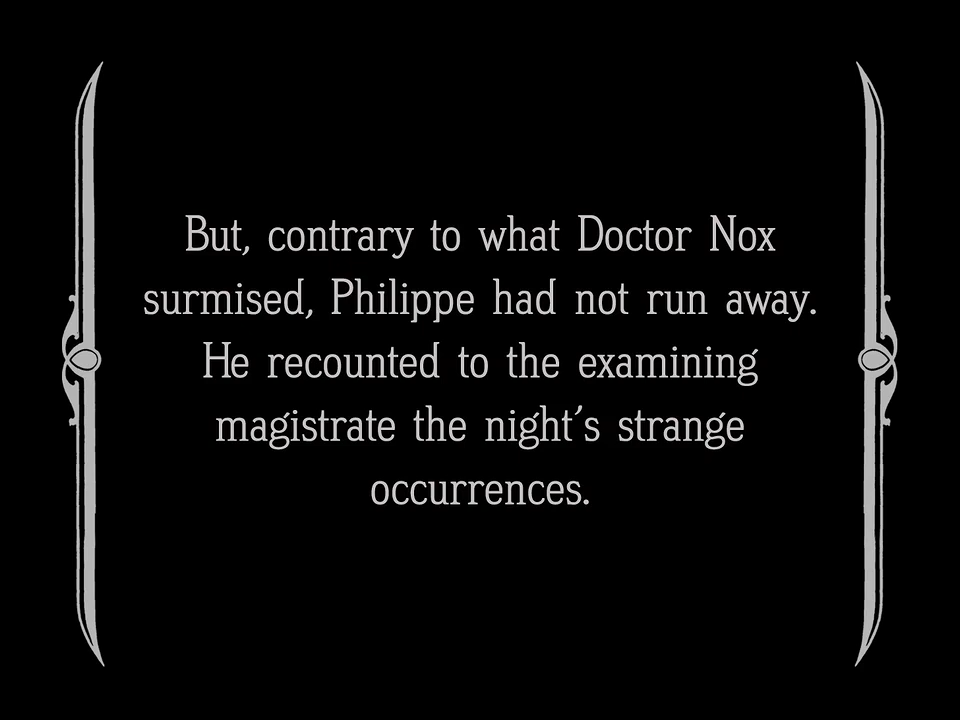 But, contrary to what Doctor Nox
surmised, Philippe had not run away.
He recounted to the examining
magistrate the night's strange
occurrences.